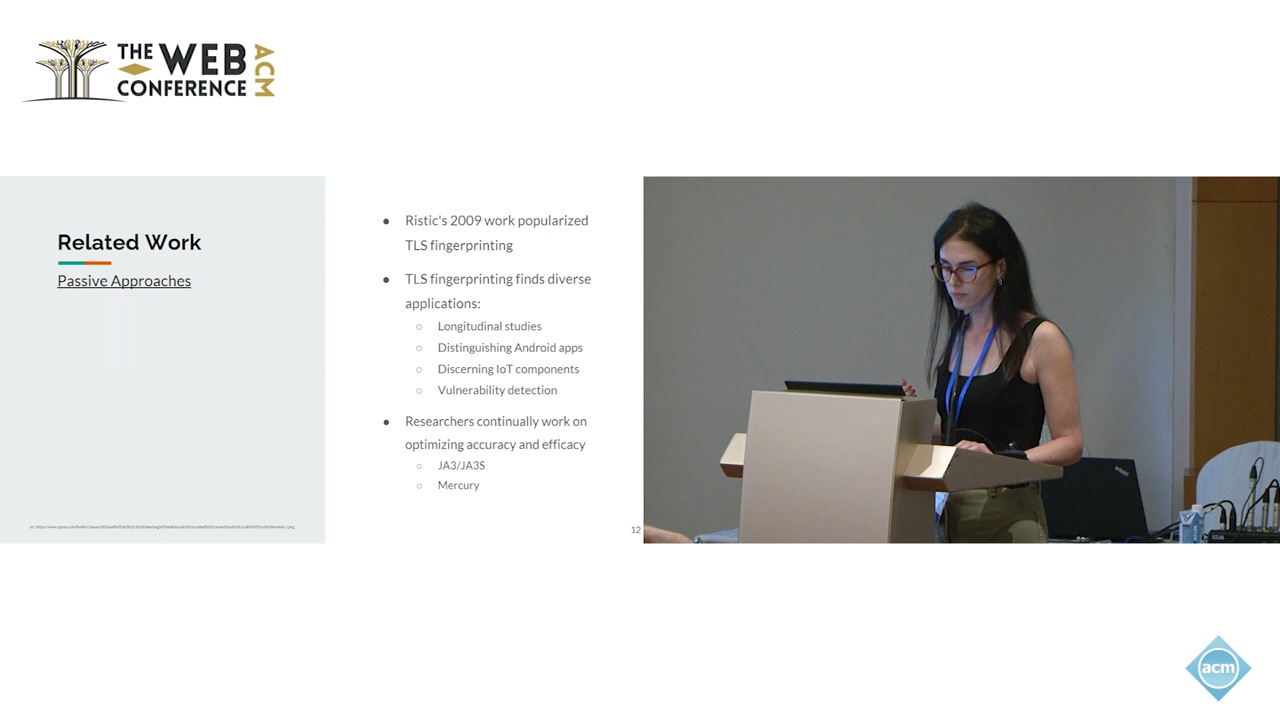 THE WEB
CONFERENCE
ACM
Related Work
Passive Approaches
● Ristic's 2009 work popularized
TLS fingerprinting
● TLS fingerprinting finds diverse
applications:
○ Longitudinal studies
○ Distinguishing Android apps
○ Discerning IoT components
○ Vulnerability detection
● Researchers continually work on
optimizing accuracy and efficacy
○ JA3/JA3S
○ Mercury
12
ThinkPad
acm